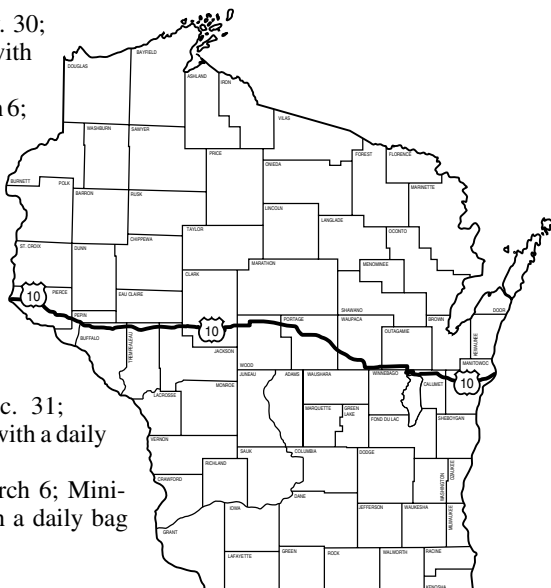 . 30;
with
6;
c. 31;
with a daily
rch 6; Mini-
n a daily bag
DOUGLAS
BAYFIELD
ASHLAND
IRON
VILAS
WASHBURN
SAWYER
PRICE
ONEIDA
FOREST
FLORENCE
MARINETTE
BURNETT
POLK
BARRON
RUSK
LINCOLN
LANGLADE
OCONTO
TAYLOR
ST. CROIX
DUNN
CHIPPEWA
MARATHON
MENOMINEE
CLARK
10
PIERCE
EAU CLAIRE
SHAWANO
DOOR
PEPIN
PORTAGE
WAUPACA
BROWN
KEWAUNEE
BUFFALO
TREMPEALEAU
10
OUTAGAMIE
JACKSON
WOOD
MANITOWOC
JUNEAU
ADAMS
WAUSHARA
WINNEBAGO
CALUMET
10
LACROSSE
MONROE
MARQUETTE
GREEN
LAKE
FOND DU LAC
SHEBOYGAN
VERNON
SAUK
COLUMBIA
DODGE
WASHINGTON
OZAUKEE
RICHLAND
CRAWFORD
DANE
JEFFERSON
WAUKESHA
MILWAUKEE
IOWA
GRANT
LAFAYETTE
GREEN
ROCK
WALWORTH
RACINE
KENOSHA